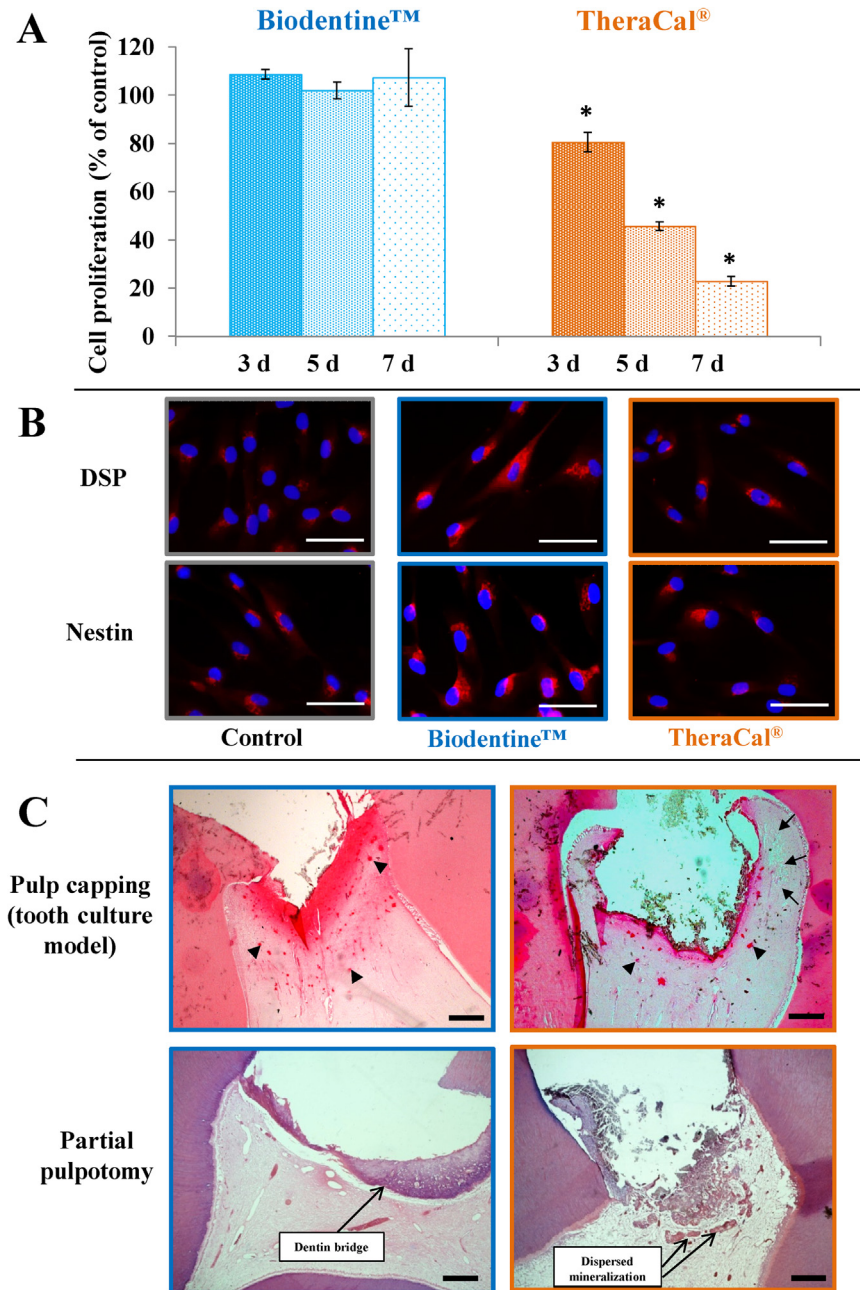 A
Biodentine™
TheraCal®
Cell proliferation (% of control)
120
100
80
60
40
20
0
*
*
*
3 d 5 d 7 d
3 d 5 d 7 d
B
DSP
Nestin
Control
Biodentine™
TheraCal®
C
Pulp capping
(tooth culture
model)
Partial
pulpotomy
Dentin bridge
Dispersed
mineralization